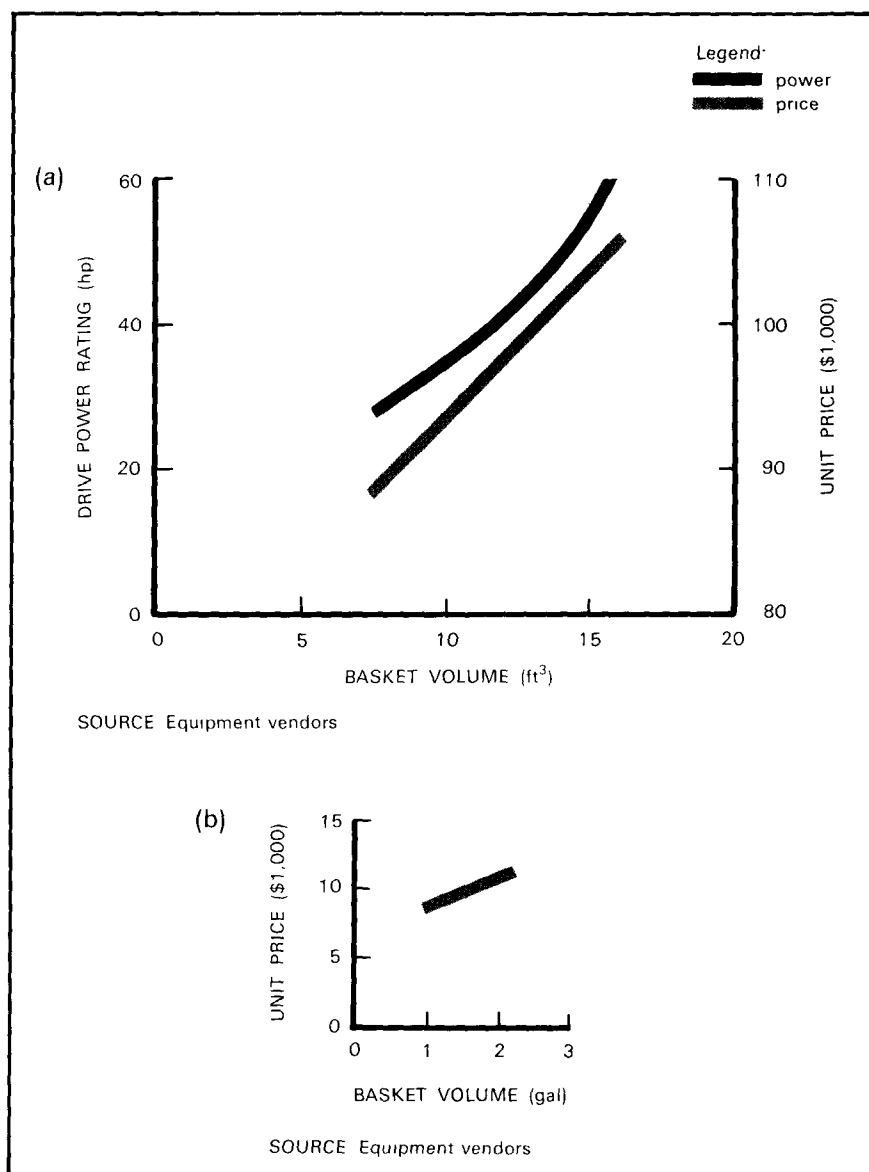 Legend:
power
price
(a)
DRIVE POWER RATING (hp)
60
40
20
0
110
100
90
80
UNIT PRICE ($1,000)
0 5 10 15 20
BASKET VOLUME (ft³)
SOURCE Equipment vendors
(b)
UNIT PRICE ($1,000)
15
10
5
0
0 1 2 3
BASKET VOLUME (gal)
SOURCE Equipment vendors